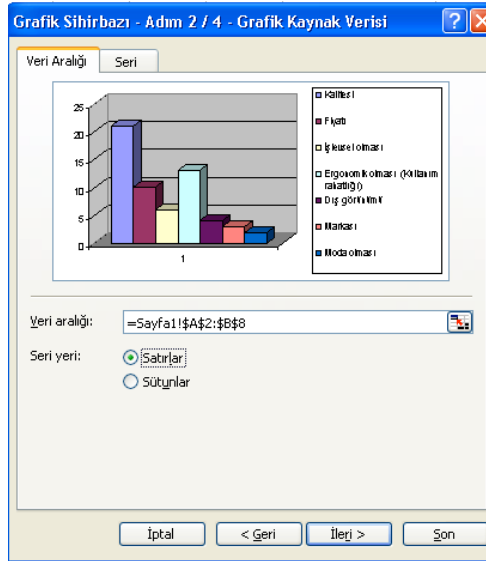 Grafik Sihirbazı - Adım 2 / 4 - Grafik Kaynak Verisi
Veri Aralığı
Seri
25
20
15
10
5
0
1
Kalitesi
Fiyatı
İşlevsel olması
Ergonomik olması (Kullanım
rahatlığı)
Dış görünümü
Markası
Moda olması
Veri aralığı:
=Sayfa1!$A$2:$B$8
Seri yeri:
Satırlar
Sütunlar
İptal
< Geri
İleri >
Son